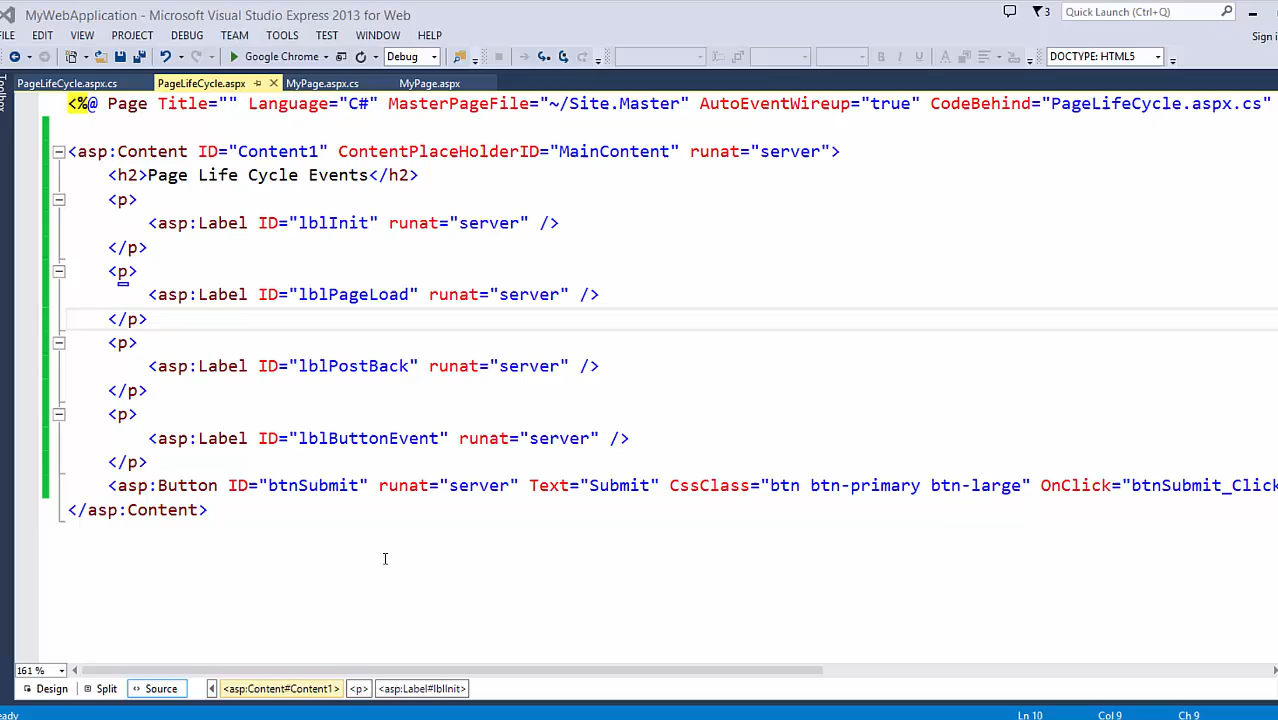 MyWebApplication - Microsoft Visual Studio Express 2013 for Web
3
Quick Launch (Ctrl+Q)
FILE EDIT VIEW PROJECT DEBUG TEAM TOOLS TEST WINDOW HELP
Sign i
Google Chrome Debug DOCTYPE: HTML5
Toolbox
PageLifeCycle.aspx.cs PageLifeCycle.aspx MyPage.aspx.cs MyPage.aspx
<%@ Page Title="" Language="C#" MasterPageFile="~/Site.Master" AutoEventWireup="true" CodeBehind="PageLifeCycle.aspx.cs"
<asp:Content ID="Content1" ContentPlaceHolderID="MainContent" runat="server">
<h2>Page Life Cycle Events</h2>
<p>
<asp:Label ID="lblInit" runat="server" />
</p>
<p>
<asp:Label ID="lblPageLoad" runat="server" />
</p>
<p>
<asp:Label ID="lblPostBack" runat="server" />
</p>
<p>
<asp:Label ID="lblButtonEvent" runat="server" />
</p>
<asp:Button ID="btnSubmit" runat="server" Text="Submit" CssClass="btn btn-primary btn-large" OnClick="btnSubmit_Click
</asp:Content>
161 %
Design Split Source <asp:Content#Content1> <p> <asp:Label#lblInit>
eady Ln 10 Col 9 Ch 9